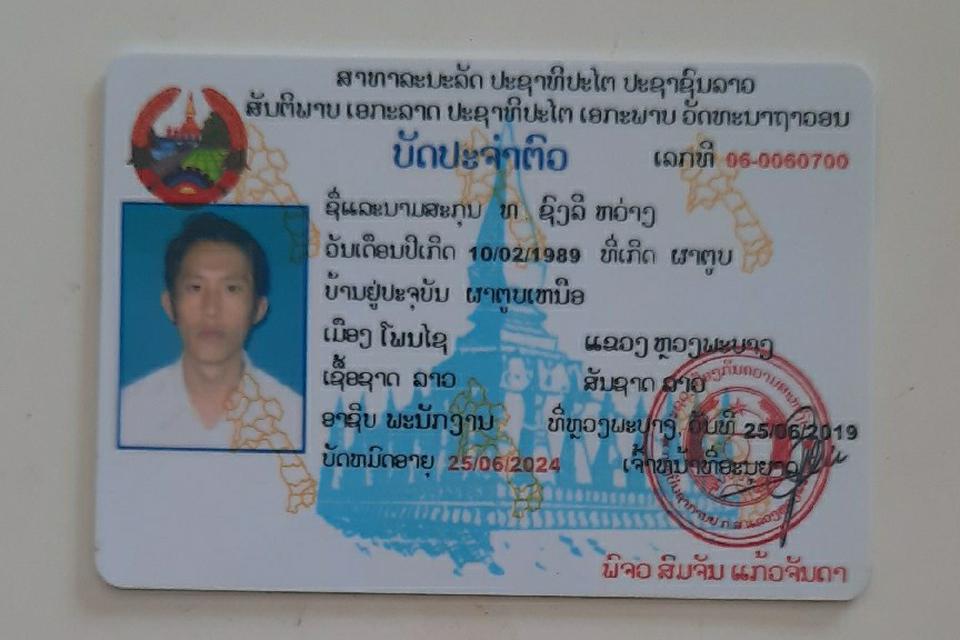 ສາທາລະນະລັດ ປະຊາທິປະໄຕ ປະຊາຊົນລາວ
ສັນຕິພາບ ເອກະລາດ ປະຊາທິປະໄຕ ເອກະພາບ ວັດທະນາຖາວອນ
ບັດປະຈຳຕົວ ເລກທີ 06-0060700
ຊື່ແລະນາມສະກຸນ ທ ຊົງລີ ຫວ່າງ
ວັນເດືອນປີເກີດ 10/02/1989 ທີ່ເກີດ ຜາຕູບ
ບ້ານຢູ່ປະຈຸບັນ ຜາຕູບເໜືອ
ເມືອງ ໂພນໄຊ ແຂວງ ຫຼວງພະບາງ
ເຊື້ອຊາດ ລາວ ສັນຊາດ ລາວ
ອາຊີບ ພະນັກງານ ທີ່ຫຼວງພະບາງ, ວັນທີ 25/06/2019
ບັດຫມົດອາຍຸ 25/06/2024 ເຈົ້າຫນ້າທີ່ອະນຸຍາດ
ພົຈວ ສົມຈັນ ແກ້ວຈັນດາ